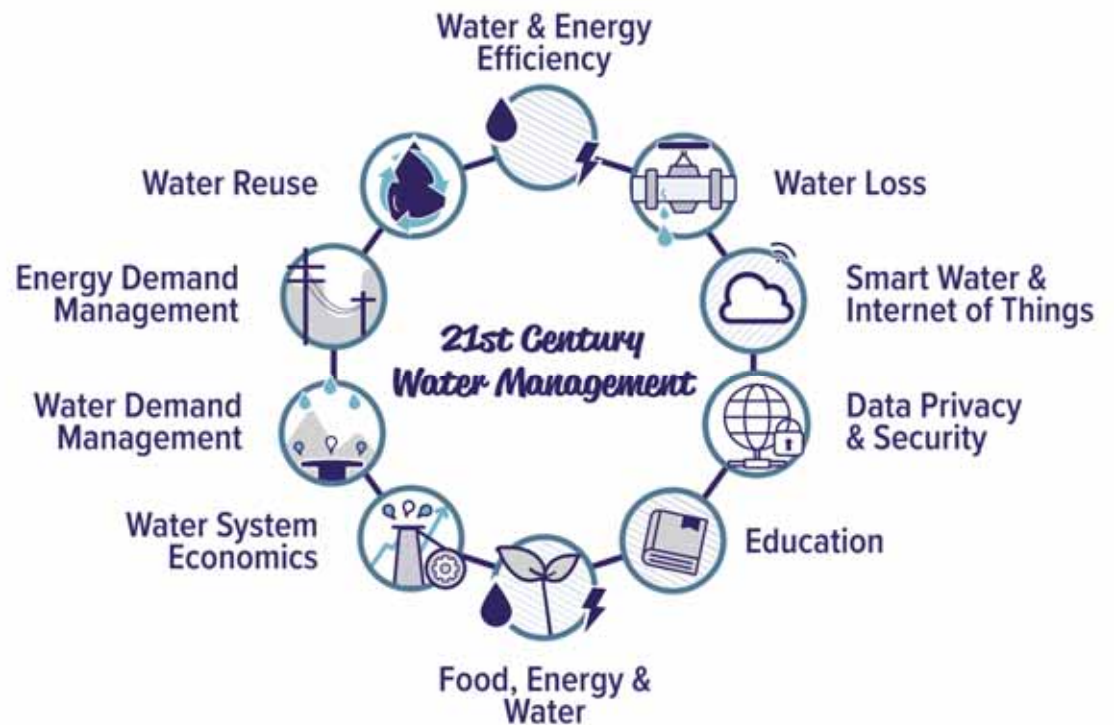 Water & Energy
Efficiency
Water Loss
Smart Water &
Internet of Things
Data Privacy
& Security
Education
Food, Energy &
Water
Water System
Economics
Water Demand
Management
Energy Demand
Management
Water Reuse
21st Century
Water Management